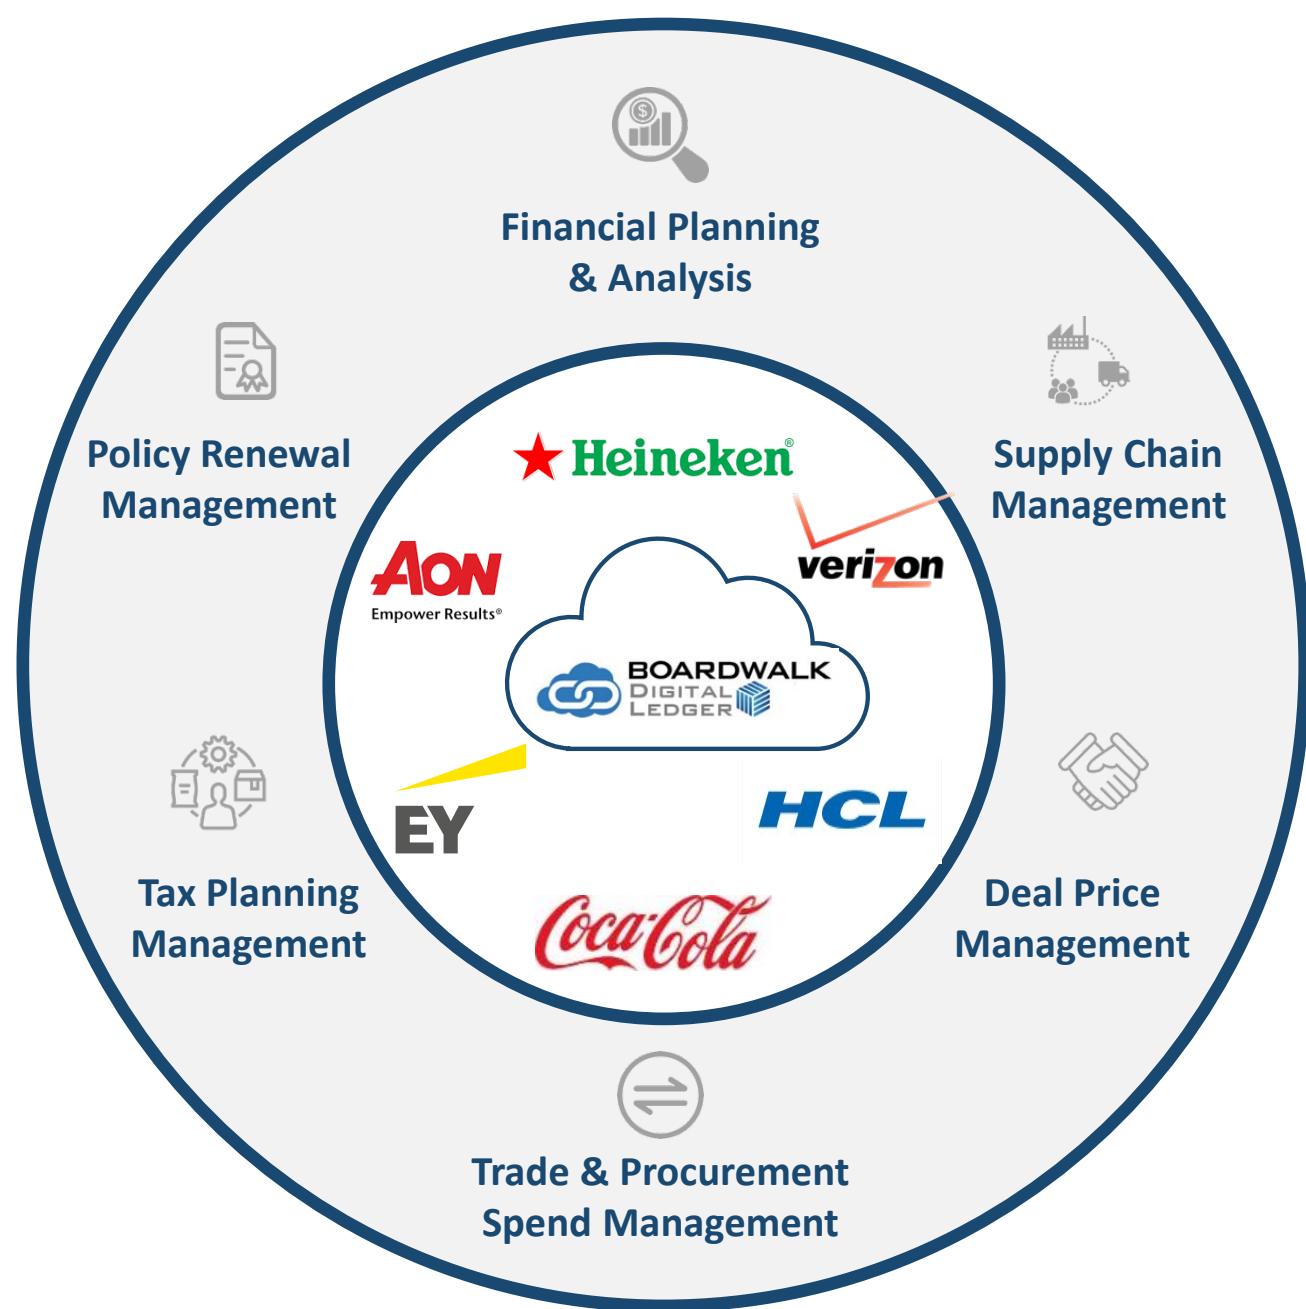 $
Financial Planning
& Analysis
Policy Renewal
Management
Supply Chain
Management
Heineken®
AON
Empower Results®
verizon
BOARDWALK
DIGITAL
LEDGER
EY
HCL
Coca-Cola
Tax Planning
Management
Deal Price
Management
Trade & Procurement
Spend Management